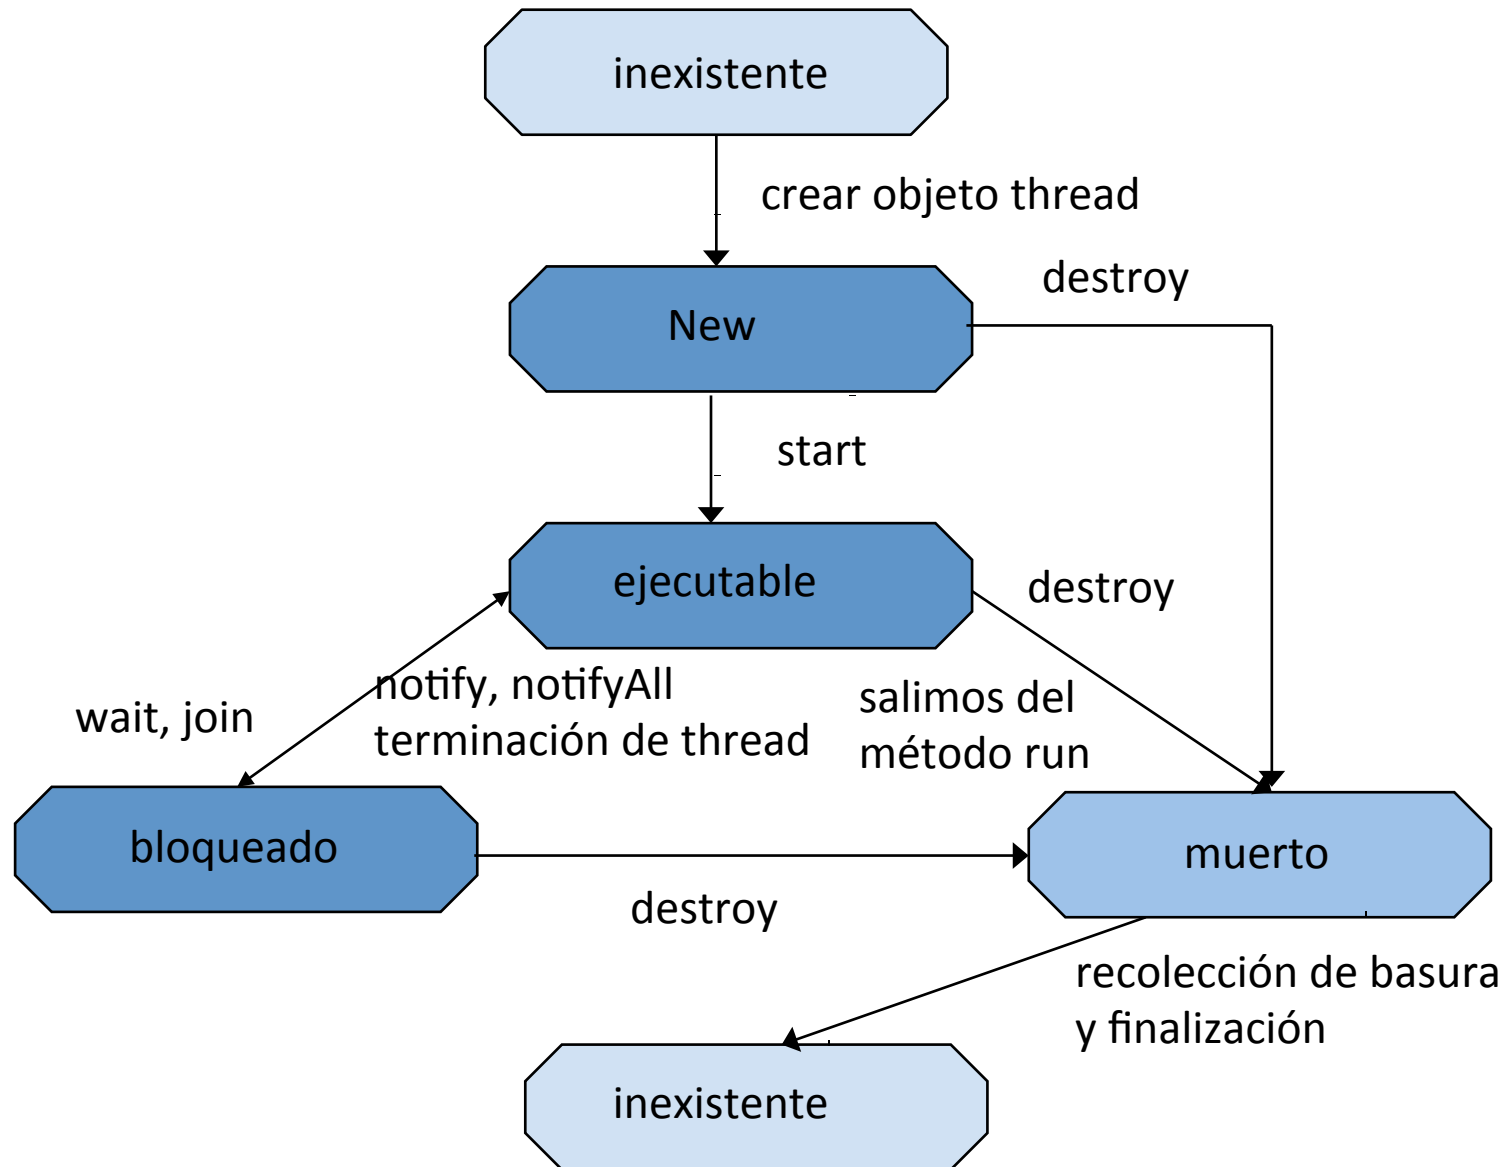 inexistente
crear objeto thread
destroy
New
start
ejecutable
destroy
notify, notifyAll
terminación de thread
wait, join
salimos del
método run
bloqueado
muerto
destroy
recolección de basura
y finalización
inexistente